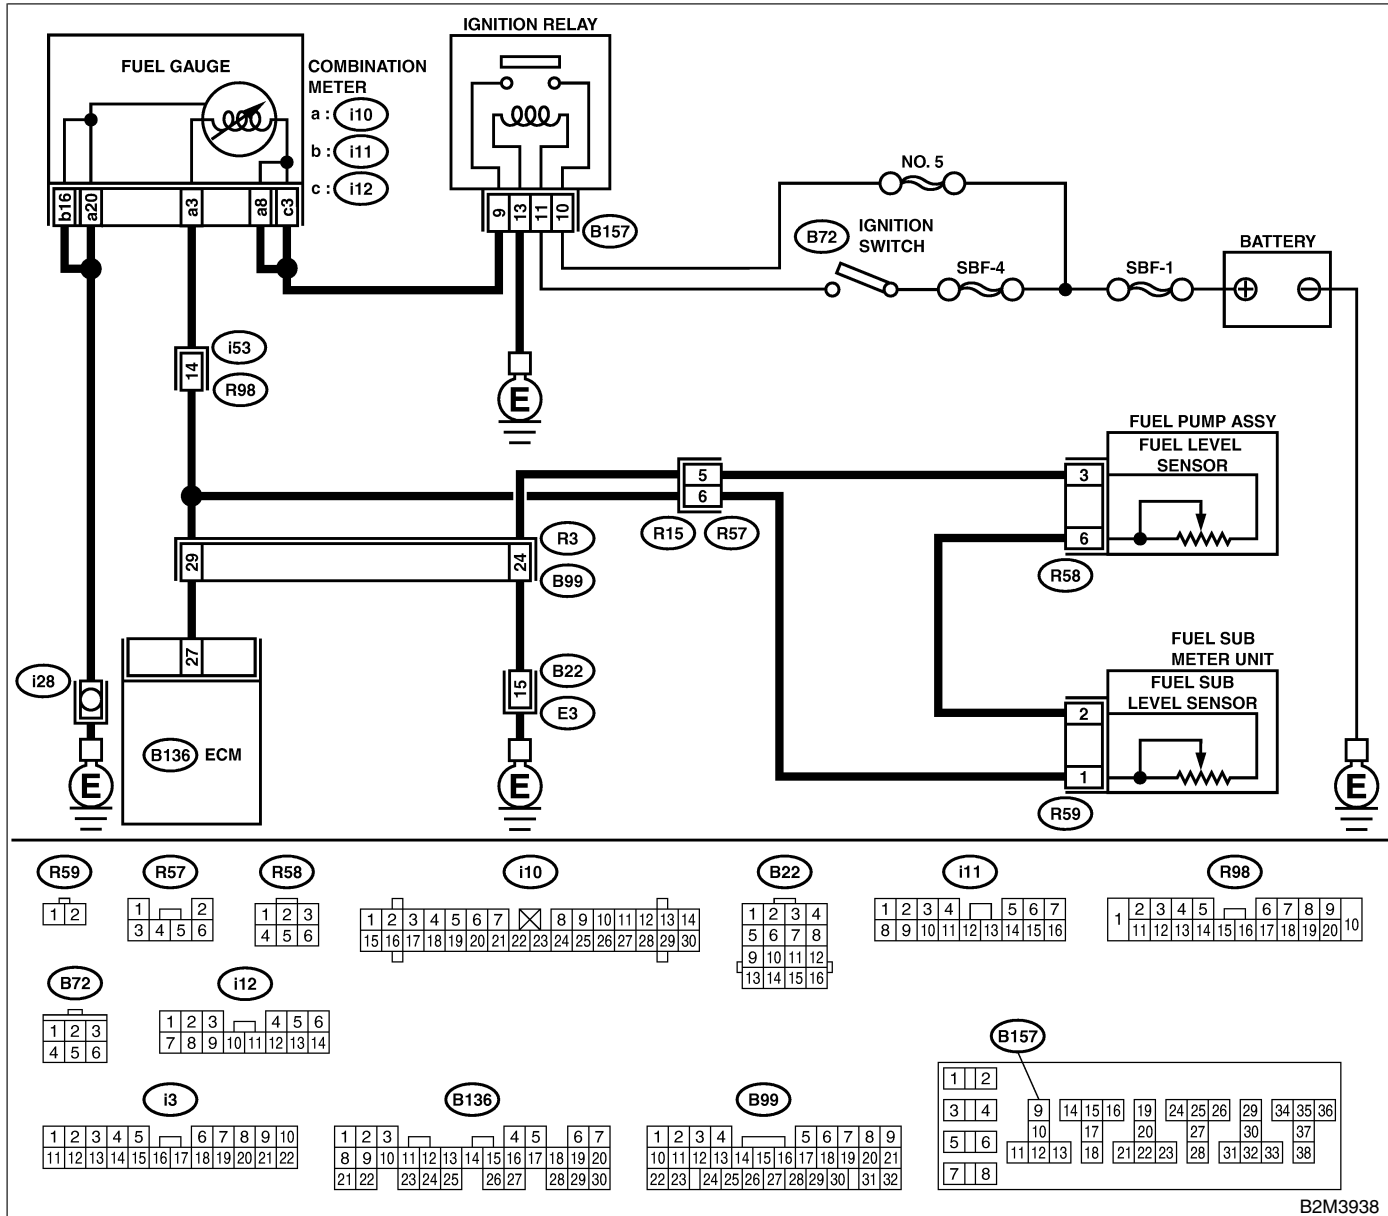 IGNITION RELAY
FUEL GAUGE
COMBINATION
METER
a : i10
b : i11
c : i12
b16 a20 a3 a8 c3
9 13 11 10
B157
NO. 5
B72
IGNITION
SWITCH
SBF-4
SBF-1
BATTERY
+ −
i53
14
R98
E
FUEL PUMP ASSY
FUEL LEVEL
SENSOR
5
6
3
6
R15 R57
R58
R3
29 24
B99
27
i28
B22
15
E3
B136 ECM
FUEL SUB
METER UNIT
FUEL SUB
LEVEL SENSOR
2
1
R59
E
E
E
R59
1 2
R57
1 2
3 4 5 6
R58
1 2 3
4 5 6
i10
1 2 3 4 5 6 7 8 9 10 11 12 13 14
15 16 17 18 19 20 21 22 23 24 25 26 27 28 29 30
B22
1 2 3 4
5 6 7 8
9 10 11 12
13 14 15 16
i11
1 2 3 4 5 6 7
8 9 10 11 12 13 14 15 16
R98
1 2 3 4 5 6 7 8 9 10
11 12 13 14 15 16 17 18 19 20
B72
1 2 3
4 5 6
i12
1 2 3 4 5 6
7 8 9 10 11 12 13 14
i3
1 2 3 4 5 6 7 8 9 10
11 12 13 14 15 16 17 18 19 20 21 22
B136
1 2 3 4 5 6 7
8 9 10 11 12 13 14 15 16 17 18 19 20
21 22 23 24 25 26 27 28 29 30
B99
1 2 3 4 5 6 7 8 9
10 11 12 13 14 15 16 17 18 19 20 21
22 23 24 25 26 27 28 29 30 31 32
B157
1 2
3 4
5 6
7 8
9 14 15 16 19 24 25 26 29 34 35 36
10 17 20 27 30 37
11 12 13 18 21 22 23 28 31 32 33 38
B2M3938